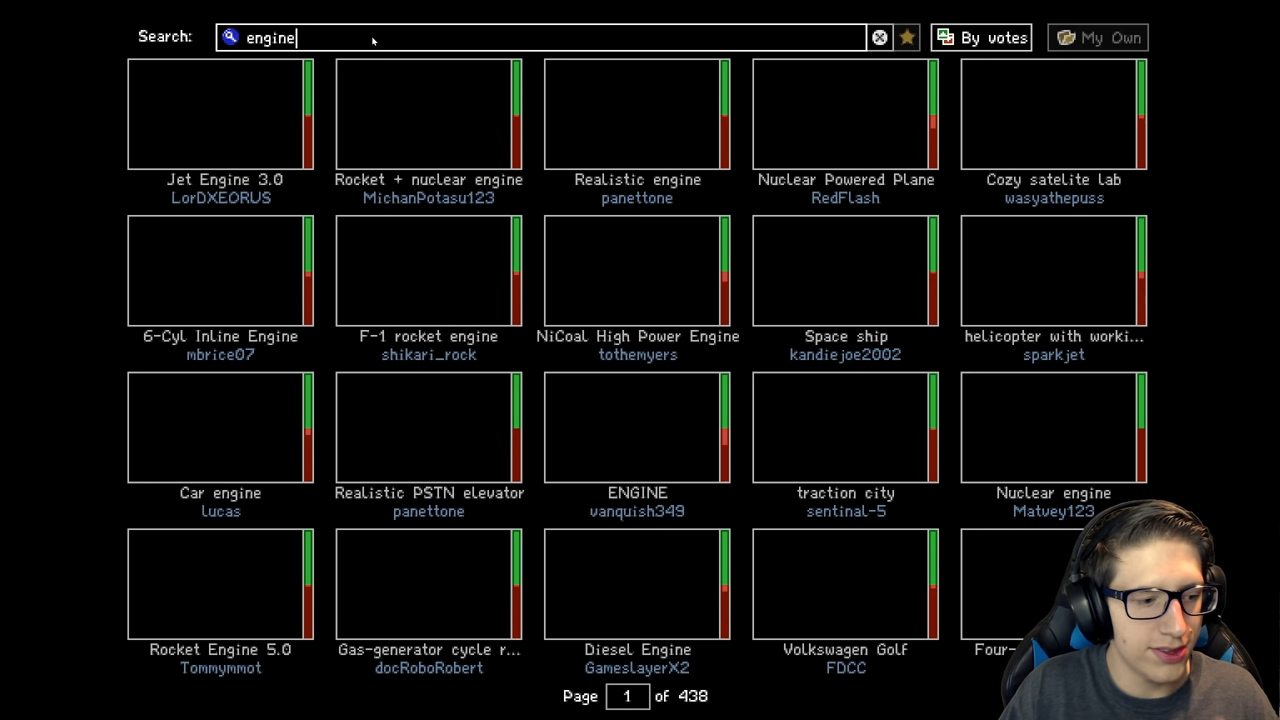 Search: engine By votes My Own
Jet Engine 3.0 Rocket + nuclear engine Realistic engine Nuclear Powered Plane Cozy satelite lab
LorDXEORUS MichanPotasu123 panettone RedFlash wasyathepuss
6-Cyl Inline Engine F-1 rocket engine NiCoal High Power Engine Space ship helicopter with worki...
mbrice07 shikari_rock tothemyers kandiejoe2002 sparkjet
Car engine Realistic PSTN elevator ENGINE traction city Nuclear engine
lucas panettone vanquish349 sentinal-5 Matvey123
Rocket Engine 5.0 Gas-generator cycle r... Diesel Engine Volkswagen Golf Four-
Tommymmot docRoboRobert GameslayerX2 FDCC
Page 1 of 438